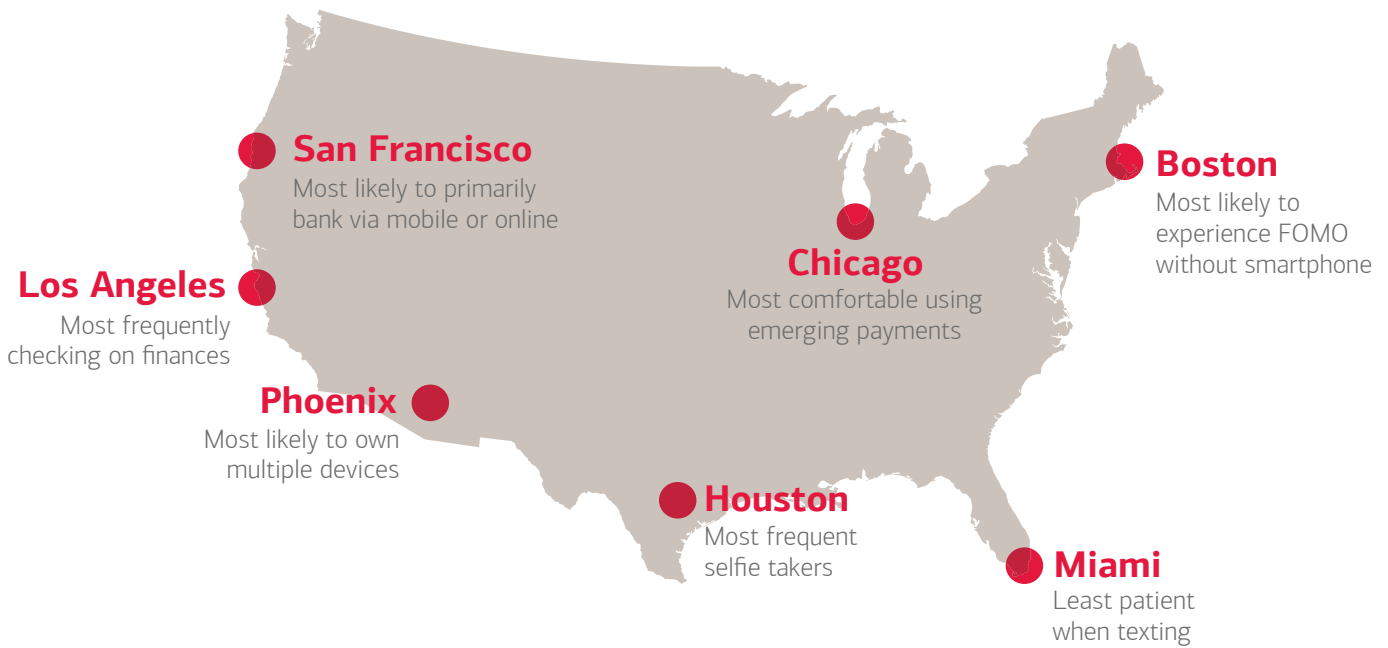 San Francisco
Most likely to primarily
bank via mobile or online
Boston
Most likely to
experience FOMO
without smartphone
Chicago
Most comfortable using
emerging payments
Los Angeles
Most frequently
checking on finances
Phoenix
Most likely to own
multiple devices
Houston
Most frequent
selfie takers
Miami
Least patient
when texting